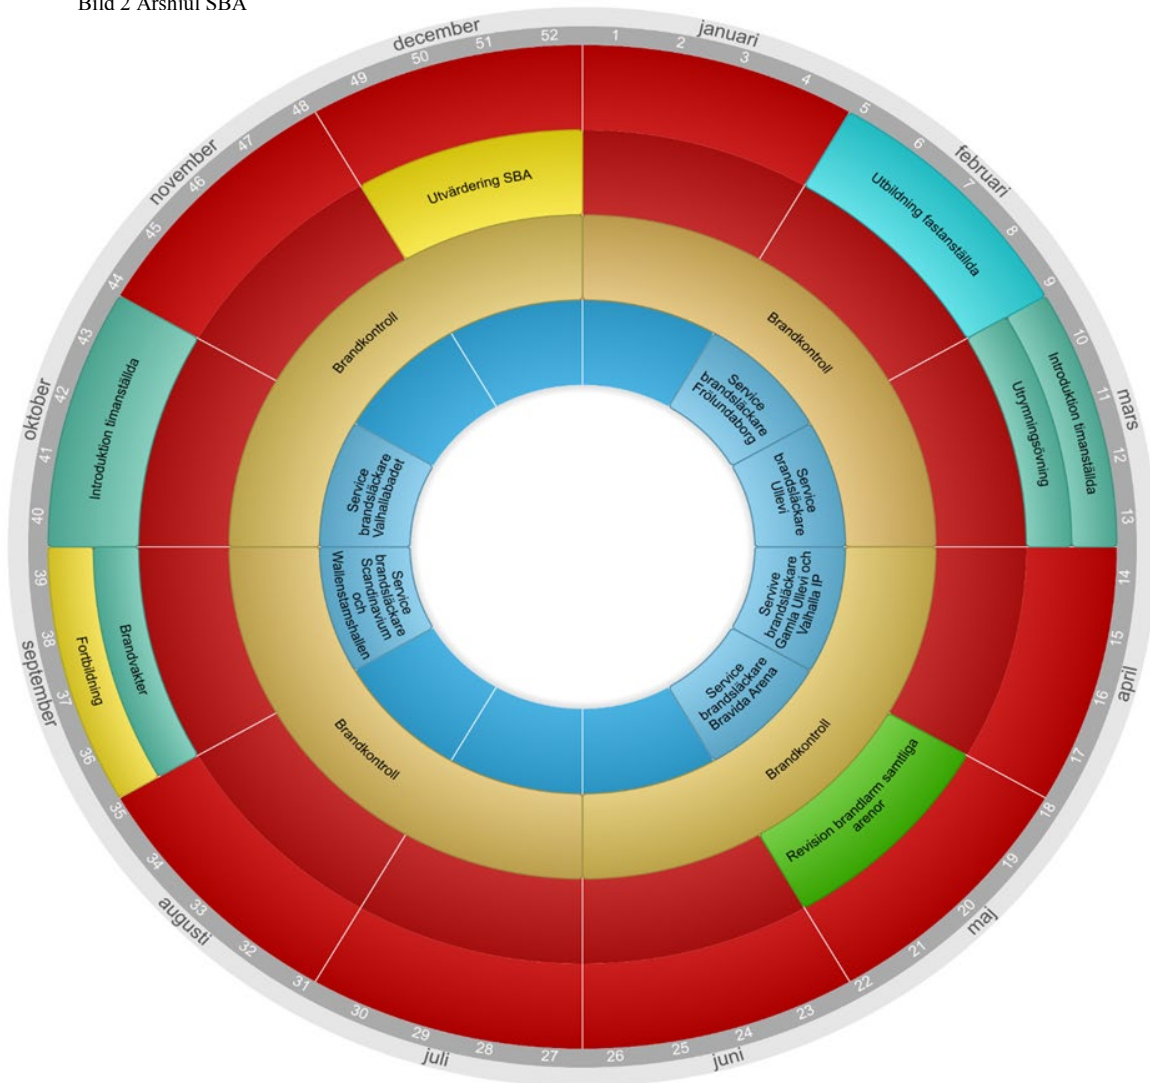 Bild 2 Årshjul SBA
januari
februari
mars
april
maj
juni
juli
augusti
september
oktober
november
december
1
2
3
4
5
6
7
8
9
10
11
12
13
14
15
16
17
18
19
20
21
22
23
24
25
26
27
28
29
30
31
32
33
34
35
36
37
38
39
40
41
42
43
44
45
46
47
48
49
50
51
52
Utbildning fastanställda
Introduktion timanställda
Utrymningsövning
Revision brandlarm samtliga
arenor
Fortbildning
Brandvakter
Introduktion timanställda
Utvärdering SBA
Brandkontroll
Brandkontroll
Brandkontroll
Brandkontroll
Service
brandsläckare
Frölundaborg
Service
brandsläckare
Ullevi
Servive
brandsläckare
Gamla Ullevi och
Valhalla IP
Service
brandsläckare
Bravida Arena
Service
brandsläckare
Scandinavium
och
Wallenstamshallen
Service
brandsläckare
Valhallabadet